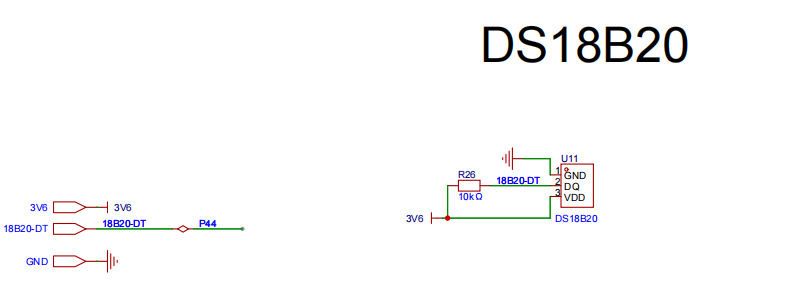 DS18B20
3V6
3V6
18B20-DT
18B20-DT
P44
GND
U11
1
GND
2
DQ
3
VDD
DS18B20
R26
10kΩ
18B20-DT
3V6